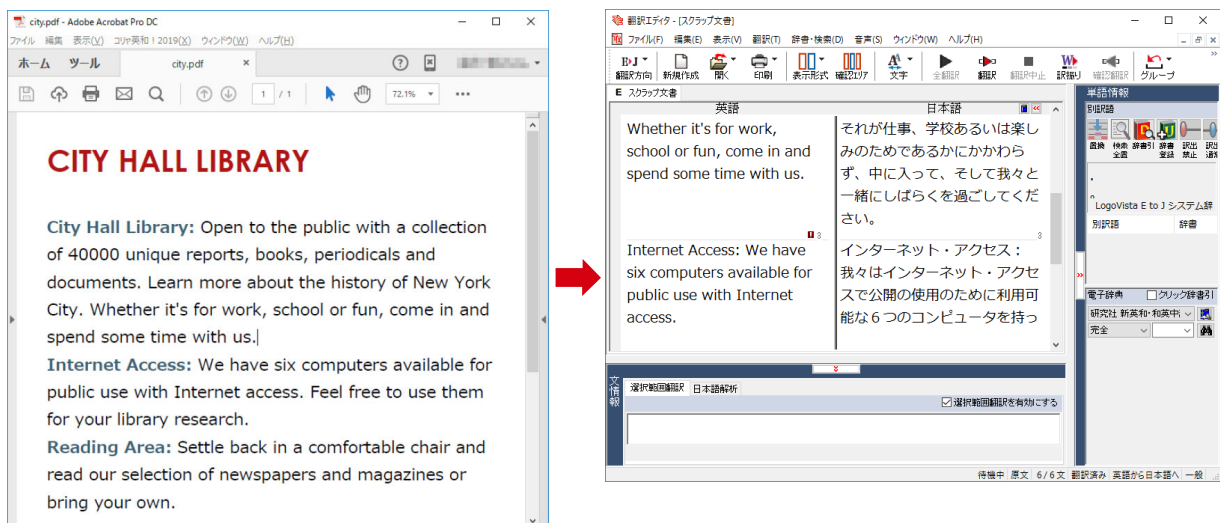 city.pdf - Adobe Acrobat Pro DC
ファイル 編集 表示(V) コリャ英和！2019(X) ウィンドウ(W) ヘルプ(H)
ホーム ツール city.pdf ×
1 / 1 72.1%
CITY HALL LIBRARY
City Hall Library: Open to the public with a collection
of 40000 unique reports, books, periodicals and
documents. Learn more about the history of New York
City. Whether it's for work, school or fun, come in and
spend some time with us.
Internet Access: We have six computers available for
public use with Internet access. Feel free to use them
for your library research.
Reading Area: Settle back in a comfortable chair and
read our selection of newspapers and magazines or
bring your own.
翻訳エディタ - [スクラップ文書]
ファイル(F) 編集(E) 表示(V) 翻訳(T) 辞書・検索(D) 音声(S) ウィンドウ(W) ヘルプ(H)
翻訳方向 新規作成 開く 印刷 表示形式 確認エリア 文字 全翻訳 翻訳 翻訳中止 訳振り 確認翻訳 グループ
E スクラップ文書
英語 日本語
Whether it's for work,
school or fun, come in and
spend some time with us.
3
それが仕事、学校あるいは楽し
みのためであるかにかかわら
ず、中に入って、そして我々と
一緒にしばらくを過ごしてくだ
さい。
3
Internet Access: We have
six computers available for
public use with Internet
access.
インターネット・アクセス：
我々はインターネット・アクセ
スで公開の使用のために利用可
能な６つのコンピュータを持っ
単語情報
別訳語
置換 検索 辞書引 辞書 訳出 訳出
全置 登録 禁止
LogoVista E to J システム辞
別訳語 辞書
電子辞典 クリック辞書引
研究社 新英和・和英中
完全
文情報
選択範囲翻訳 日本語解析
選択範囲翻訳を有効にする
待機中 原文 6/6文 翻訳済み 英語から日本語へ 一般